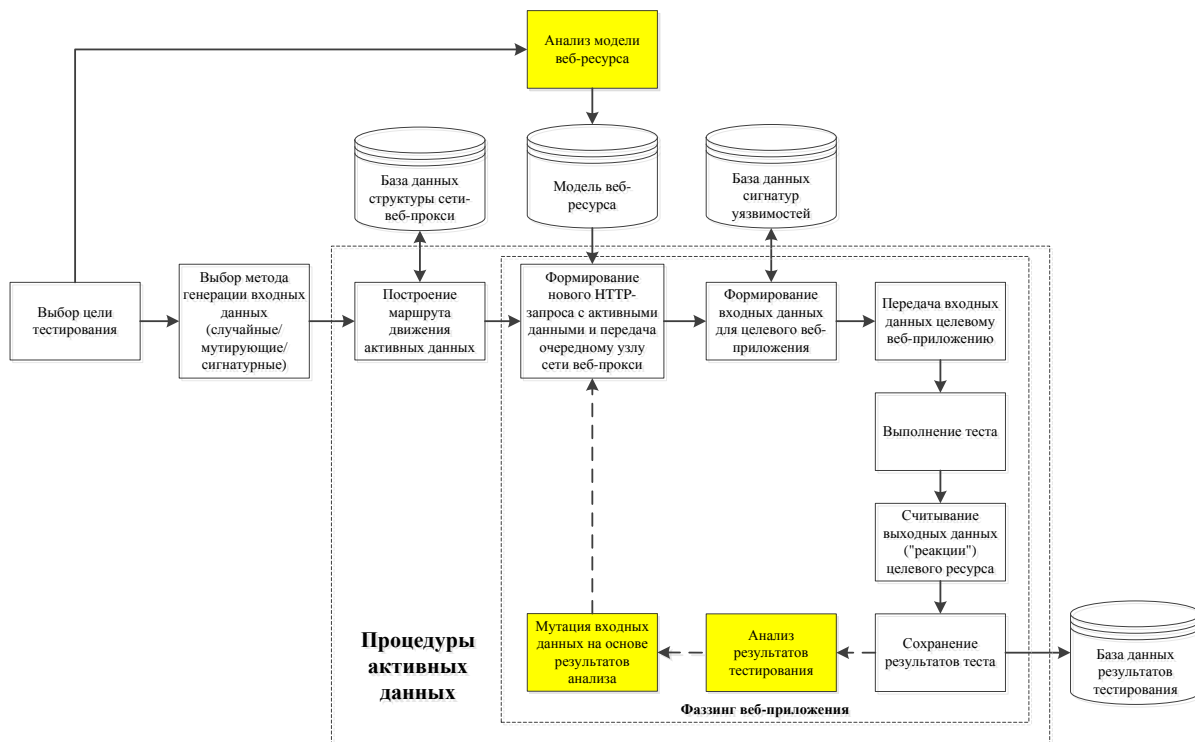 Анализ модели
веб-ресурса
База данных
структуры сети-
веб-прокси
Модель веб-
ресурса
База данных
сигнатур
уязвимостей
Выбор цели
тестирования
Выбор метода
генерации входных
данных
(случайные/
мутирующие/
сигнатурные)
Построение
маршрута
движения
активных данных
Формирование
нового HTTP-
запроса с активными
данными и передача
очередному узлу
сети веб-прокси
Формирование
входных данных
для целевого веб-
приложения
Передача входных
данных целевому
веб-приложению
Выполнение теста
Считывание
выходных данных
("реакции")
целевого ресурса
Процедуры
активных
данных
Мутация входных
данных на основе
результатов
анализа
Анализ
результатов
тестирования
Сохранение
результатов теста
База данных
результатов
тестирования
Фаззинг веб-приложения